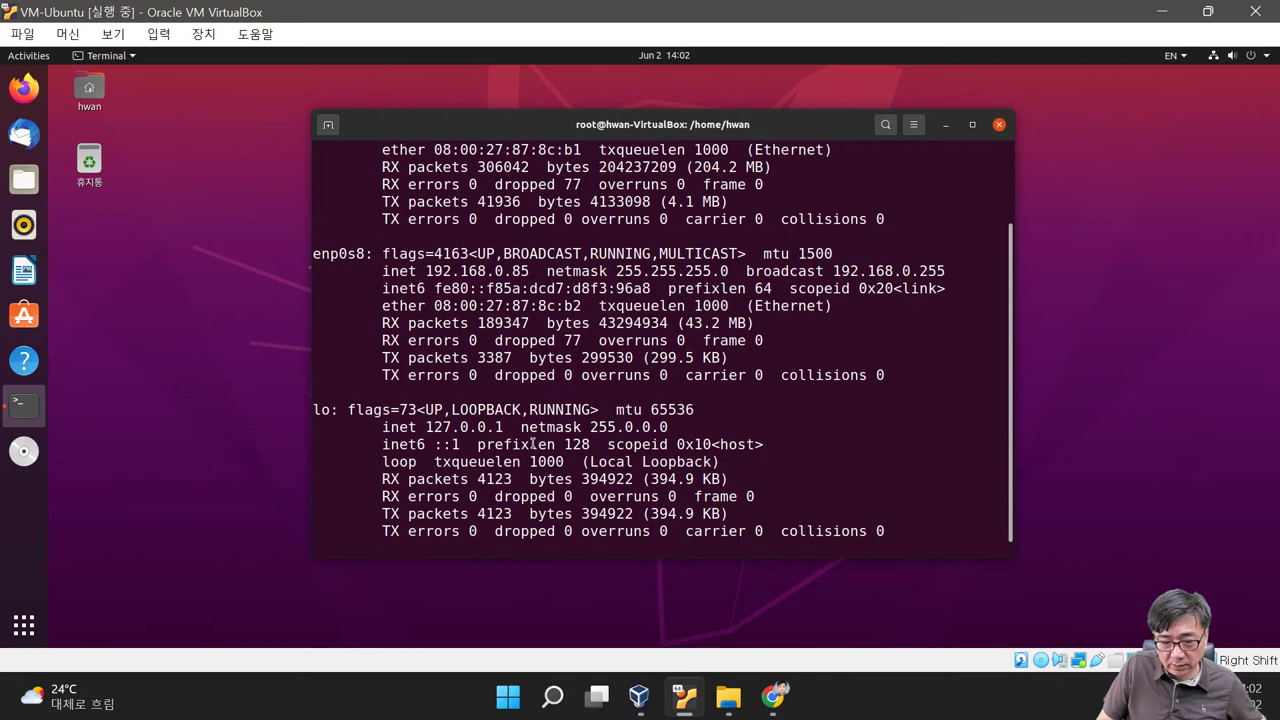 VM-Ubuntu [실행 중] - Oracle VM VirtualBox
파일 머신 보기 입력 장치 도움말
Activities Terminal Jun 2 14:02 EN
hwan
휴지통
root@hwan-VirtualBox: /home/hwan
ether 08:00:27:87:8c:b1 txqueuelen 1000 (Ethernet)
RX packets 306042 bytes 204237209 (204.2 MB)
RX errors 0 dropped 77 overruns 0 frame 0
TX packets 41936 bytes 4133098 (4.1 MB)
TX errors 0 dropped 0 overruns 0 carrier 0 collisions 0
enp0s8: flags=4163<UP,BROADCAST,RUNNING,MULTICAST> mtu 1500
inet 192.168.0.85 netmask 255.255.255.0 broadcast 192.168.0.255
inet6 fe80::f85a:dcd7:d8f3:96a8 prefixlen 64 scopeid 0x20<link>
ether 08:00:27:87:8c:b2 txqueuelen 1000 (Ethernet)
RX packets 189347 bytes 43294934 (43.2 MB)
RX errors 0 dropped 77 overruns 0 frame 0
TX packets 3387 bytes 299530 (299.5 KB)
TX errors 0 dropped 0 overruns 0 carrier 0 collisions 0
lo: flags=73<UP,LOOPBACK,RUNNING> mtu 65536
inet 127.0.0.1 netmask 255.0.0.0
inet6 ::1 prefixlen 128 scopeid 0x10<host>
loop txqueuelen 1000 (Local Loopback)
RX packets 4123 bytes 394922 (394.9 KB)
RX errors 0 dropped 0 overruns 0 frame 0
TX packets 4123 bytes 394922 (394.9 KB)
TX errors 0 dropped 0 overruns 0 carrier 0 collisions 0
Right Shift
24°C
대체로 흐림